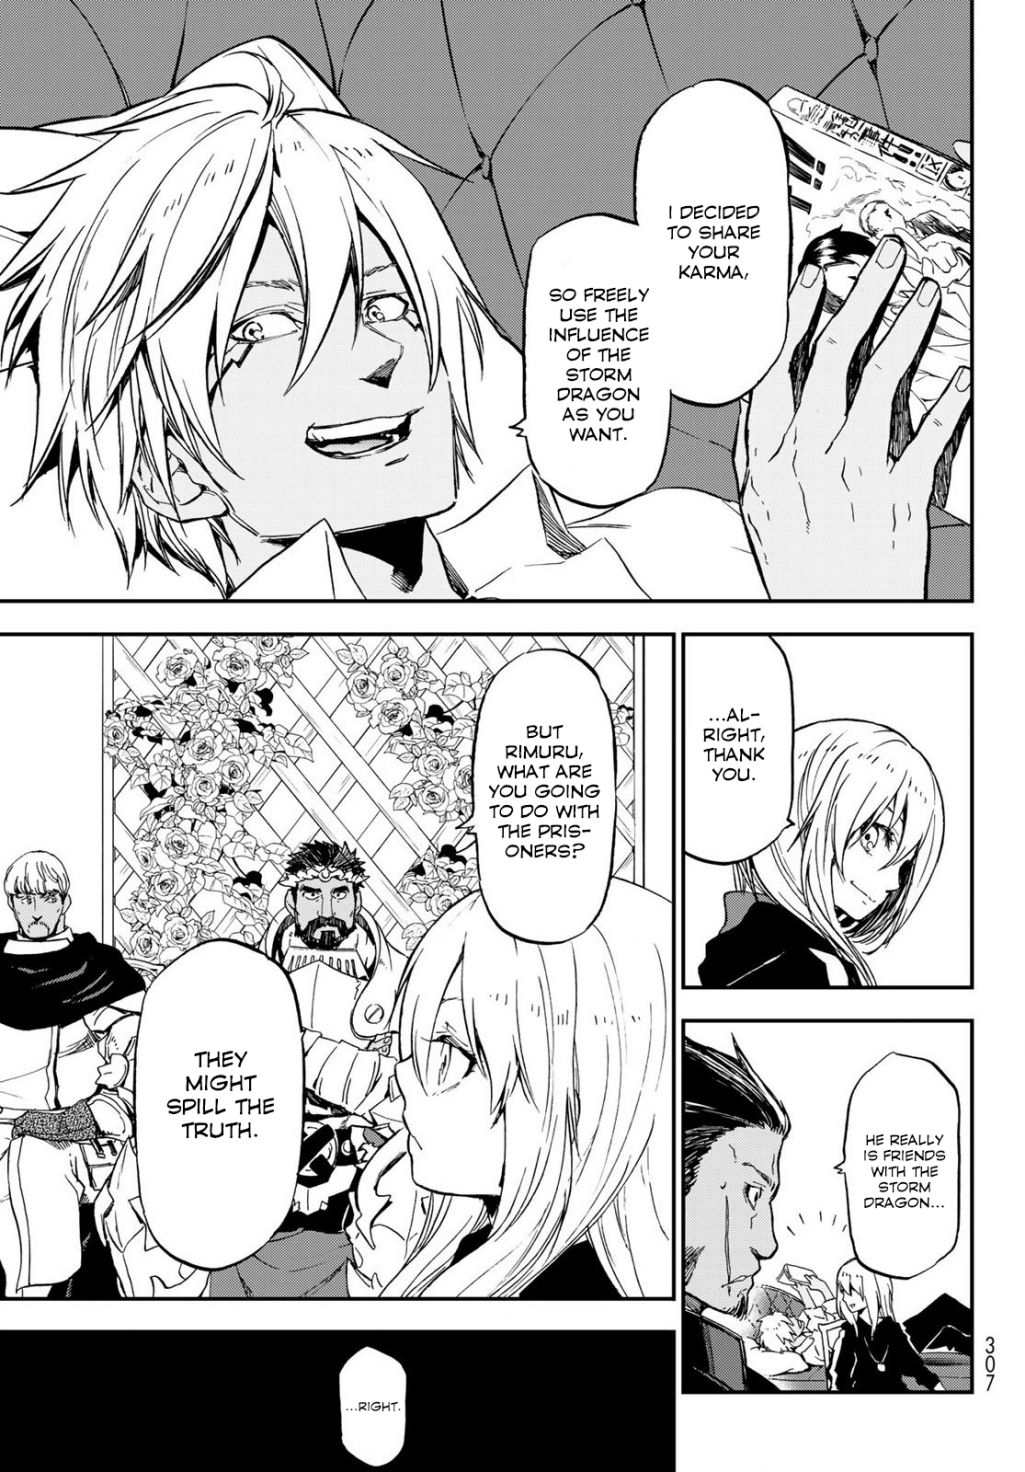 I DECIDED
TO SHARE
YOUR
KARMA,
SO FREELY
USE THE
INFLUENCE
OF THE
STORM
DRAGON
AS YOU
WANT.
...AL-
RIGHT,
THANK
YOU.
HE REALLY
IS FRIENDS
WITH THE
STORM
DRAGON...
BUT
RIMURU,
WHAT ARE
YOU GOING
TO DO WITH
THE PRIS-
ONERS?
THEY
MIGHT
SPILL THE
TRUTH.
...RIGHT.
307